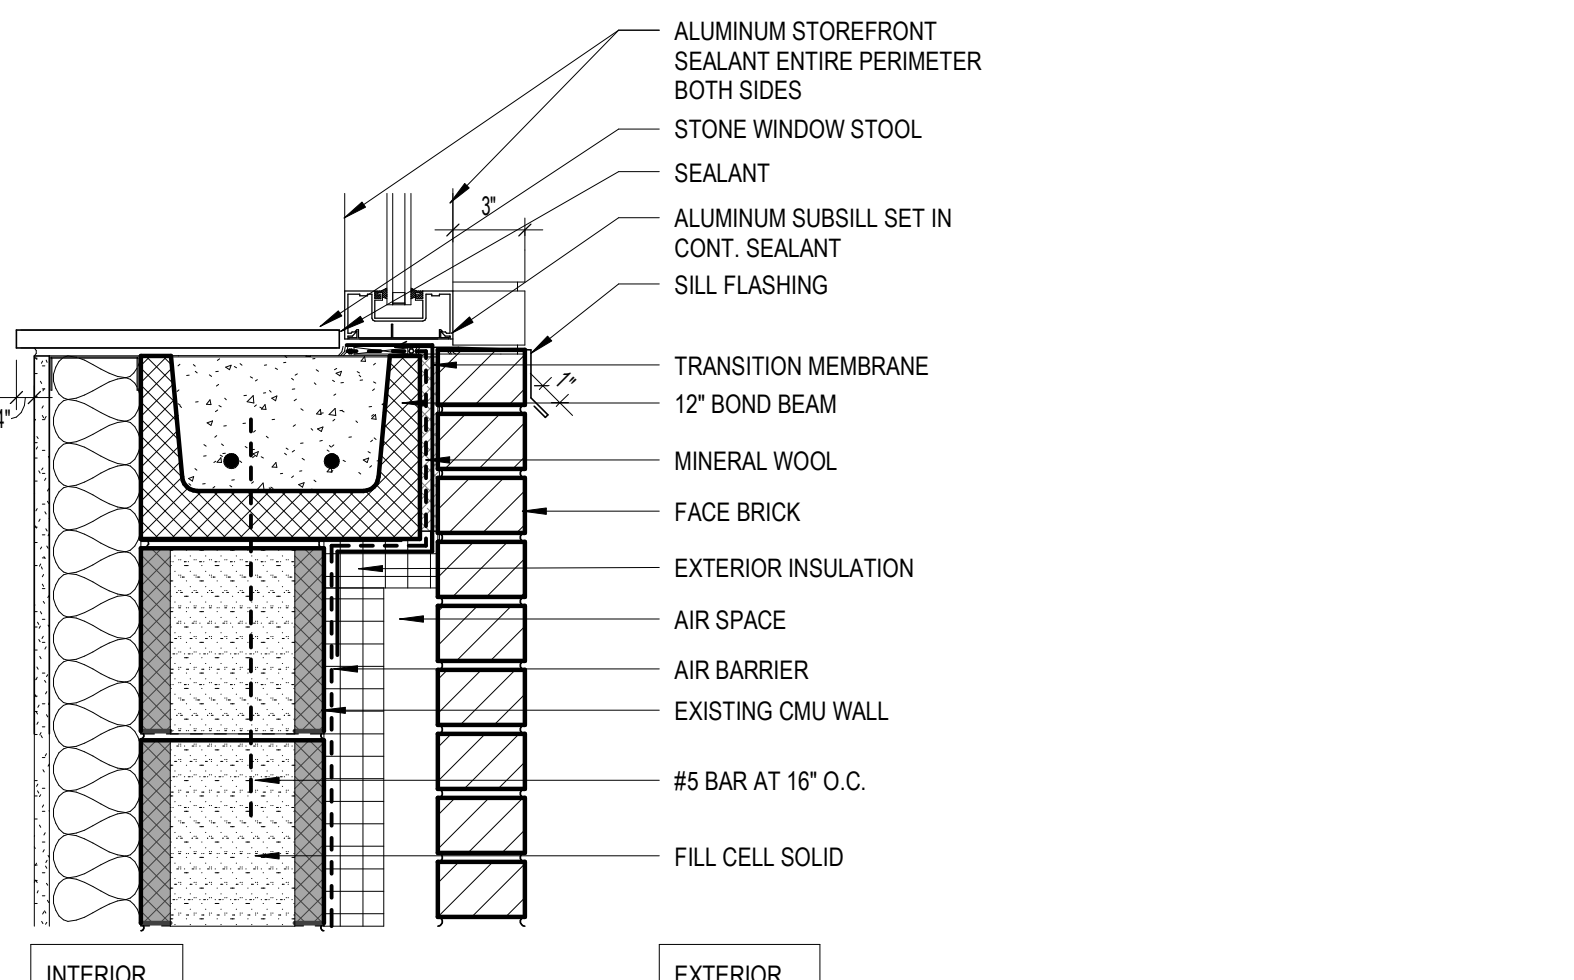 ALUMINUM STOREFRONT
SEALANT ENTIRE PERIMETER
BOTH SIDES
STONE WINDOW STOOL
SEALANT
3"
ALUMINUM SUBSILL SET IN
CONT. SEALANT
SILL FLASHING
TRANSITION MEMBRANE
1"
12" BOND BEAM
MINERAL WOOL
FACE BRICK
EXTERIOR INSULATION
AIR SPACE
AIR BARRIER
EXISTING CMU WALL
#5 BAR AT 16" O.C.
FILL CELL SOLID
INTERIOR
EXTERIOR